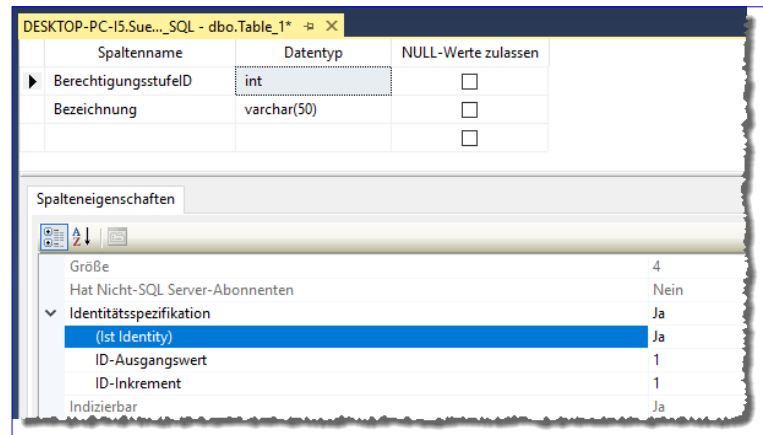 DESKTOP-PC-I5.Sue..._SQL - dbo.Table_1*
Spaltenname Datentyp NULL-Werte zulassen
BerechtigungsstufeID int
Bezeichnung varchar(50)
Spalteneigenschaften
Größe 4
Hat Nicht-SQL Server-Abonnenten Nein
Identitätsspezifikation Ja
(Ist Identity) Ja
ID-Ausgangswert 1
ID-Inkrement 1
Indizierbar Ja